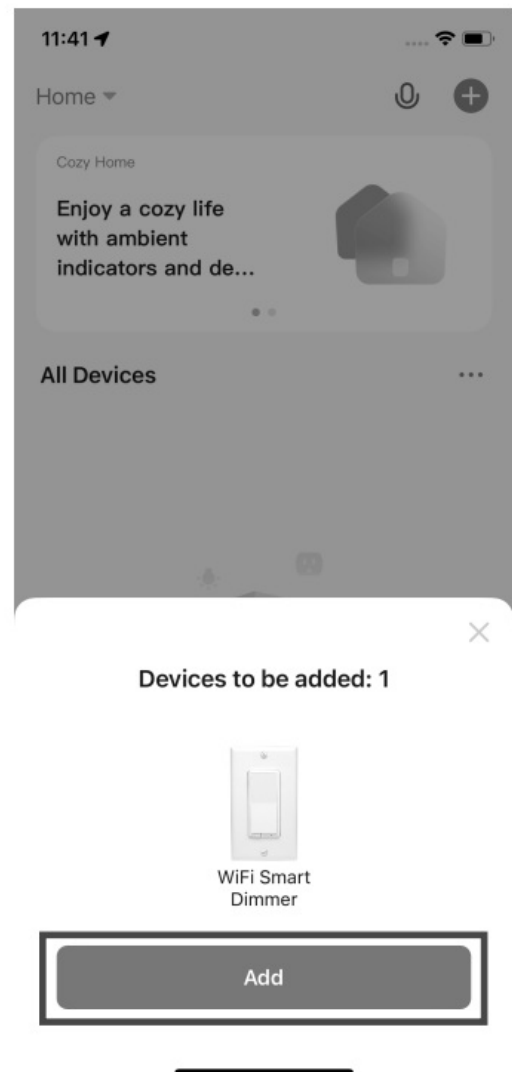 11:41
Home
Cozy Home
Enjoy a cozy life
with ambient
indicators and de...
All Devices
Devices to be added: 1
WiFi Smart
Dimmer
Add